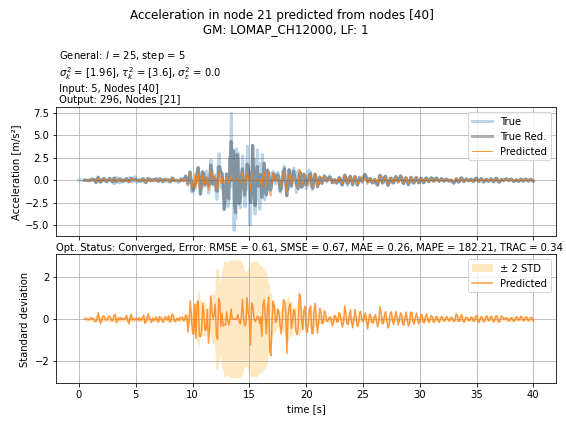 Acceleration in node 21 predicted from nodes [40]
GM: LOMAP_CH12000, LF: 1
General: l = 25, step = 5
σ²ₖ = [1.96], τ²ₖ = [3.6], σ²ε = 0.0
Input: 5, Nodes [40]
Output: 296, Nodes [21]
Acceleration [m/s²]
7.5
5.0
2.5
0.0
−2.5
−5.0
True
True Red.
Predicted
Opt. Status: Converged, Error: RMSE = 0.61, SMSE = 0.67, MAE = 0.26, MAPE = 182.21, TRAC = 0.34
Standard deviation
2
0
−2
± 2 STD
Predicted
0 5 10 15 20 25 30 35 40
time [s]